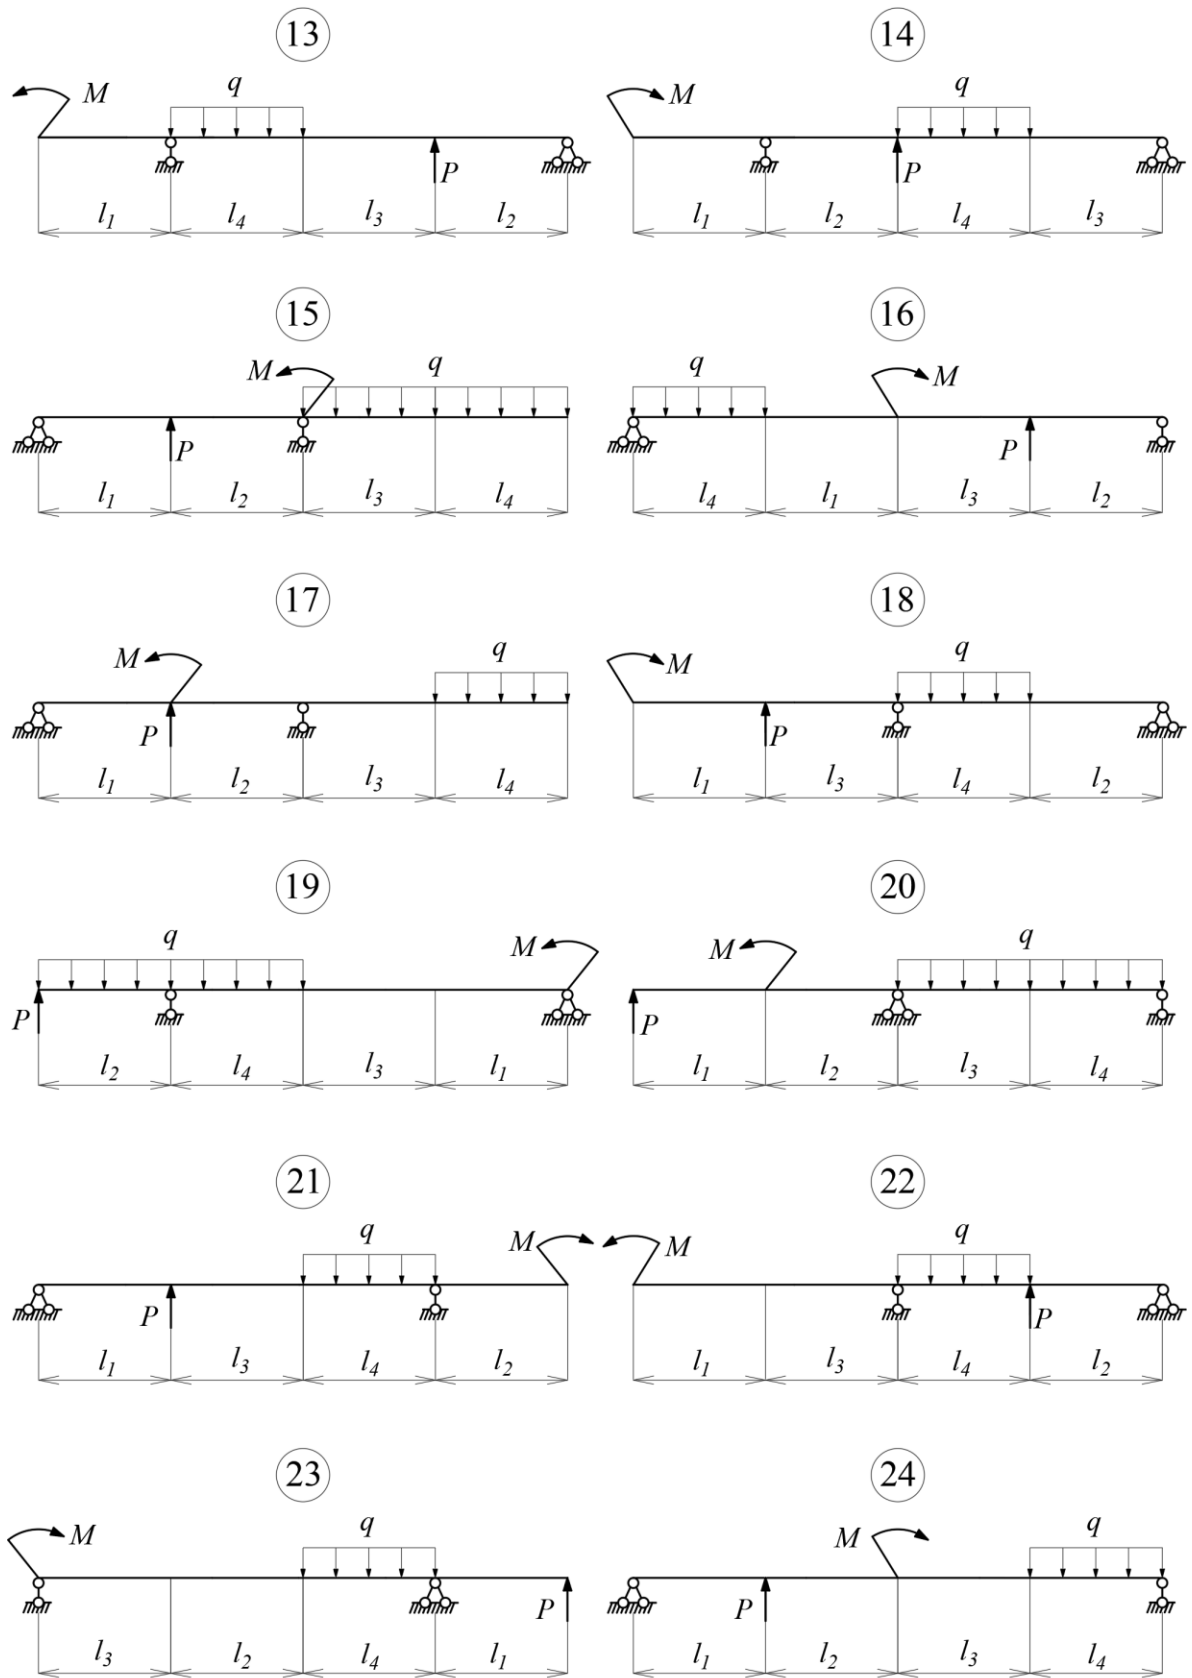 13 14
M q M q
P P
l₁ l₄ l₃ l₂ l₁ l₂ l₄ l₃
15 16
M q q M
P P
l₁ l₂ l₃ l₄ l₄ l₁ l₃ l₂
17 18
M q M q
P P
l₁ l₂ l₃ l₄ l₁ l₃ l₄ l₂
19 20
q M M q
P P
l₂ l₄ l₃ l₁ l₁ l₂ l₃ l₄
21 22
q M M q
P P
l₁ l₃ l₄ l₂ l₁ l₃ l₄ l₂
23 24
M q M q
P P
l₃ l₂ l₄ l₁ l₁ l₂ l₃ l₄